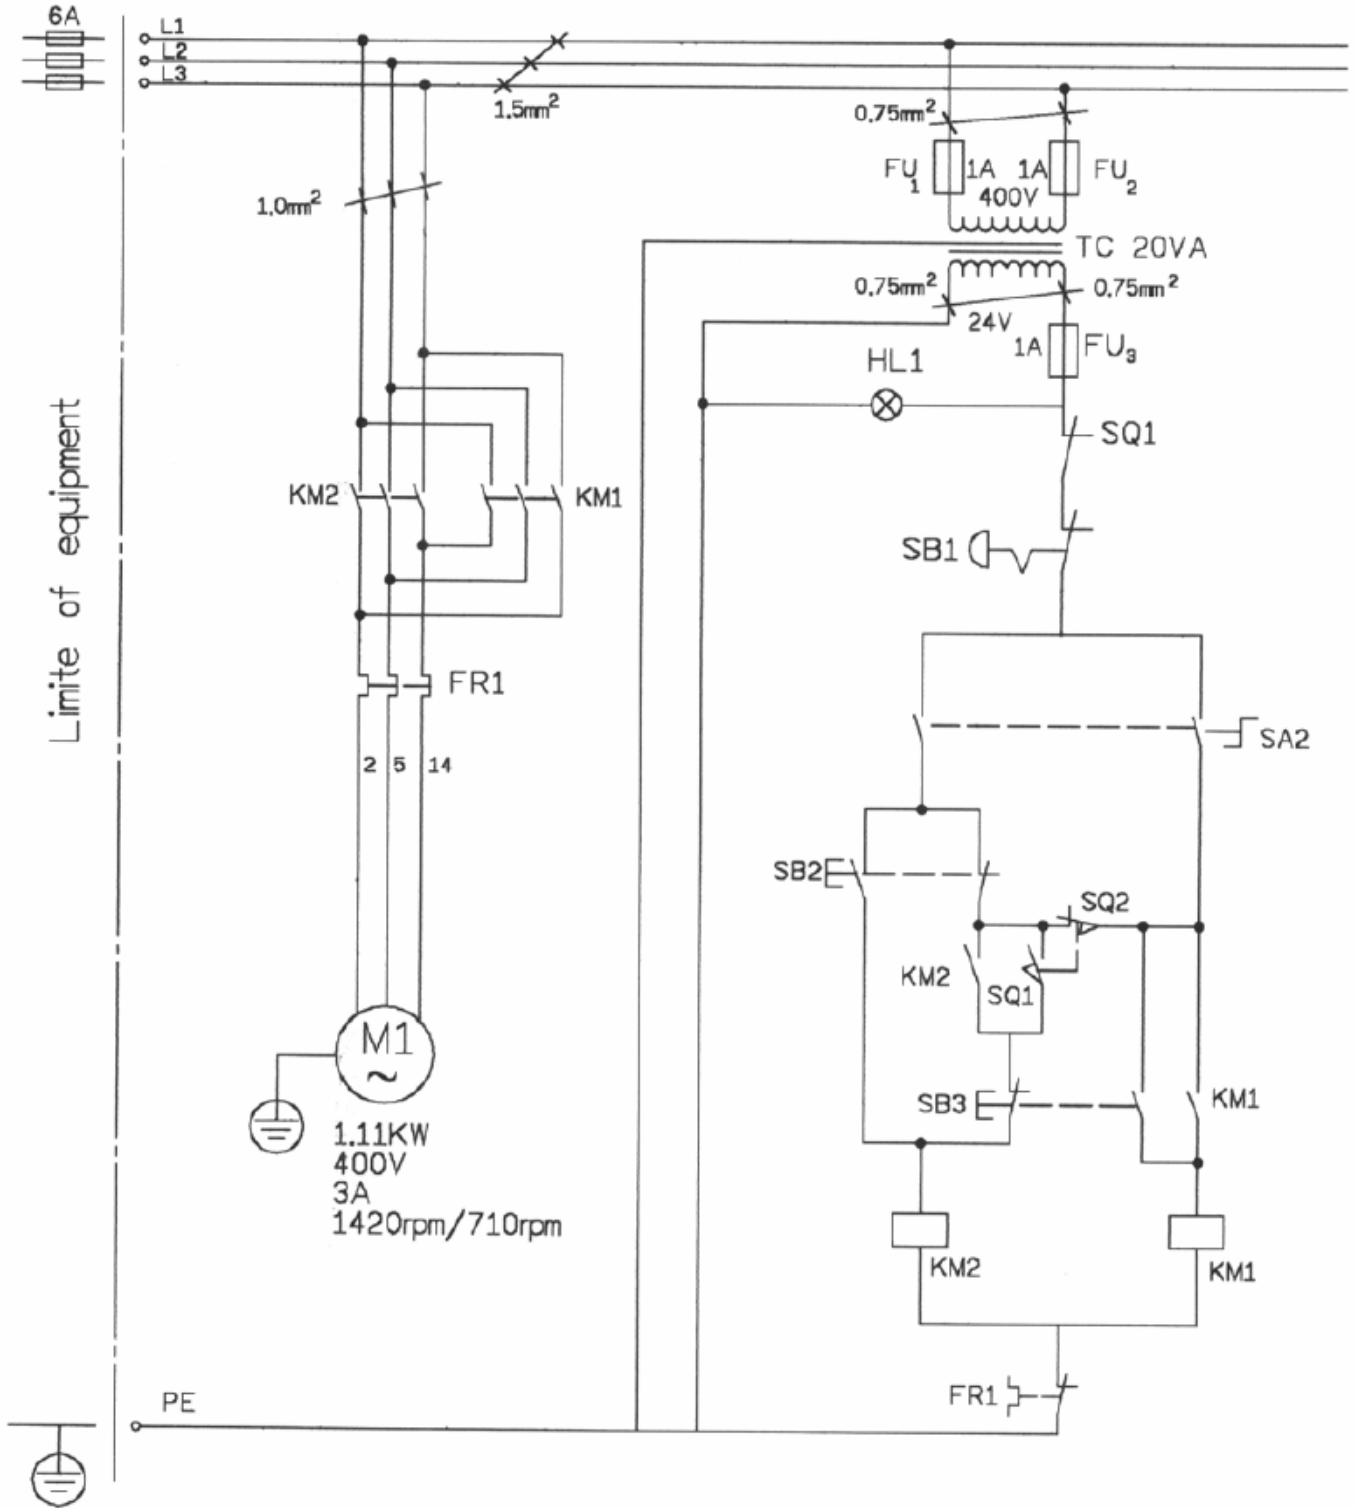 6A
L1
L2
L3
1.5mm²
0.75mm²
FU₁
1A
1A
FU₂
400V
1.0mm²
TC 20VA
0.75mm²
0.75mm²
24V
1A
FU₃
HL1
SQ1
Limite of equipment
KM2
KM1
SB1
FR1
SA2
2
5
14
SB2
SQ2
KM2
SQ1
M1
~
SB3
KM1
1.11KW
400V
3A
1420rpm/710rpm
KM2
KM1
FR1
PE